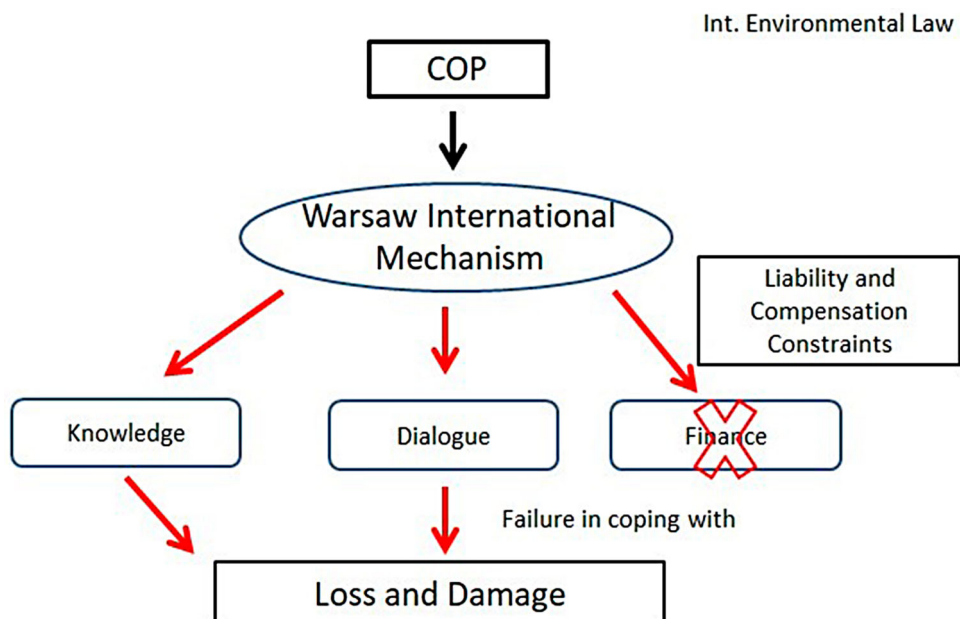 Int. Environmental Law
COP
Warsaw International
Mechanism
Liability and
Compensation
Constraints
Knowledge
Dialogue
Finance
Failure in coping with
Loss and Damage